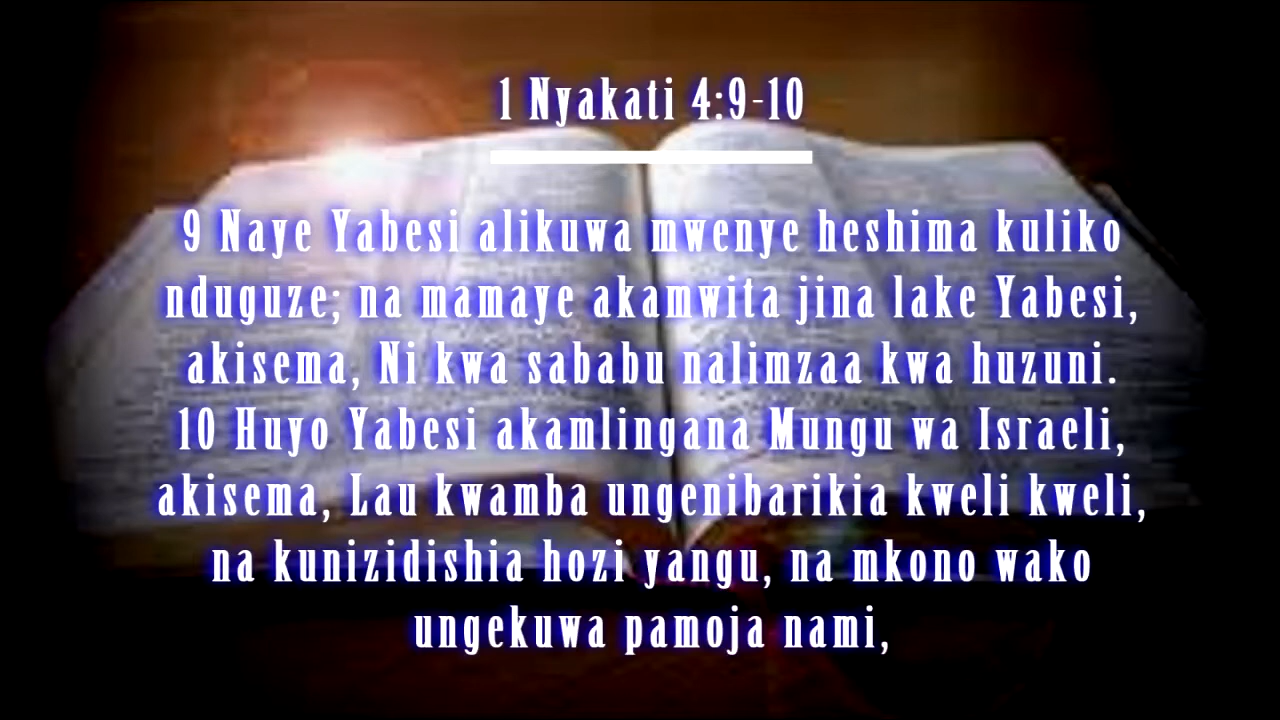 1 Nyakati 4:9-10
9 Naye Yabesi alikuwa mwenye heshima kuliko
nduguze; na mamaye akamwita jina lake Yabesi,
akisema, Ni kwa sababu nalimzaa kwa huzuni.
10 Huyo Yabesi akamlingana Mungu wa Israeli,
akisema, Lau kwamba ungenibarikia kweli kweli,
na kunizidishia hozi yangu, na mkono wako
ungekuwa pamoja nami,